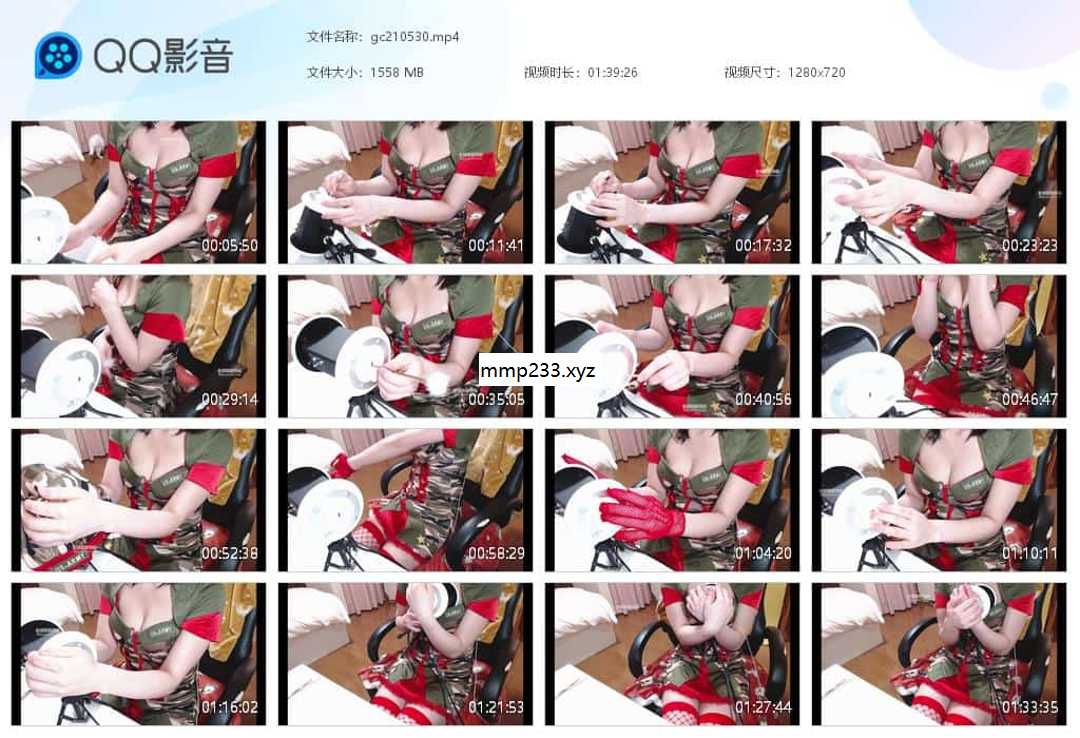 QQ影音
文件名称：gc210530.mp4
文件大小：1558 MB 视频时长：01:39:26 视频尺寸：1280x720
00:05:50 00:11:41 00:17:32 00:23:23
00:29:14 00:35:05 00:40:56 00:46:47
mmp233.xyz
00:52:38 00:58:29 01:04:20 01:10:11
01:16:02 01:21:53 01:27:44 01:33:35